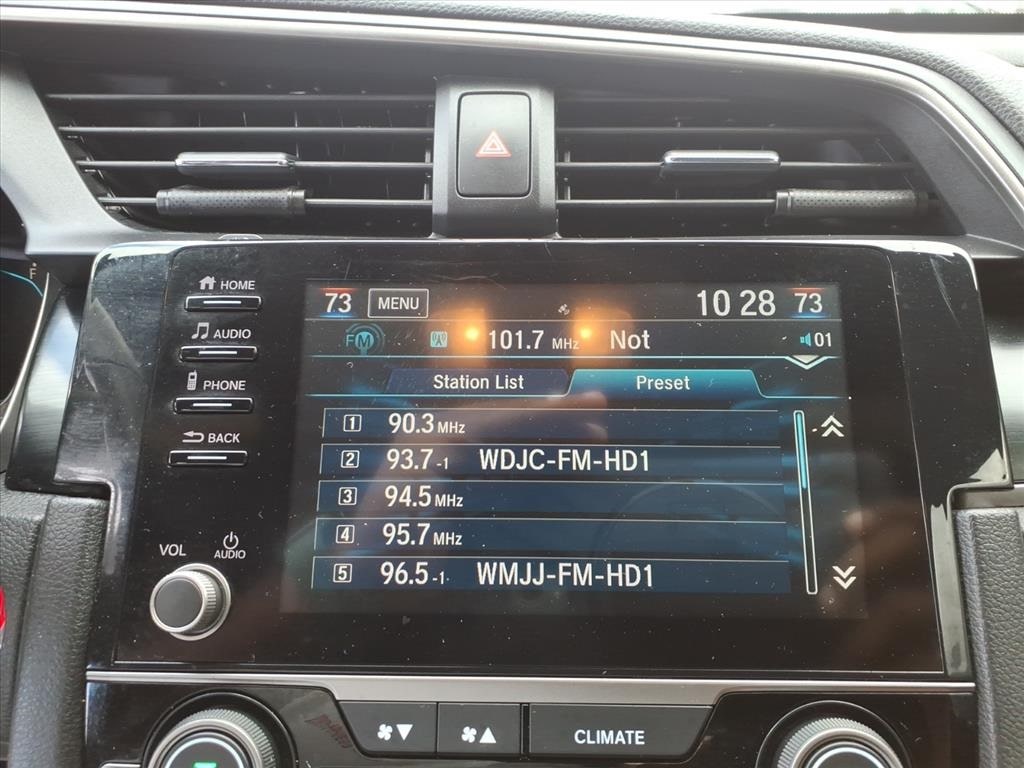 F
HOME
AUDIO
PHONE
BACK
VOL
AUDIO
73 MENU 10 28 73
FM 101.7 MHz Not 01
Station List Preset
1 90.3 MHz
2 93.7-1 WDJC-FM-HD1
3 94.5 MHz
4 95.7 MHz
5 96.5-1 WMJJ-FM-HD1
CLIMATE